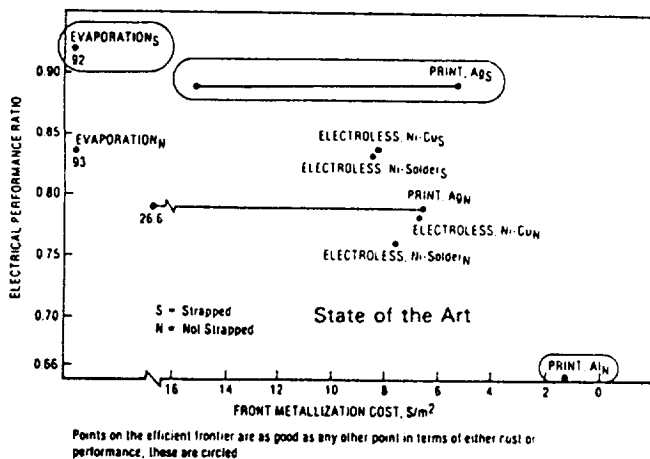 EVAPORATIONS
92
PRINT, AgS
0.90
0.85
EVAPORATIONN
93
ELECTROLESS, Ni-CuS
ELECTROLESS, Ni-SolderS
0.80
26.6
PRINT, AgN
ELECTROLESS, Ni-CuN
0.75
ELECTROLESS, Ni-SolderN
ELECTRICAL PERFORMANCE RATIO
S = Strapped
N = Not Strapped
State of the Art
0.70
0.66
PRINT, AlN
16 14 12 10 8 6 4 2 0
FRONT METALLIZATION COST, $/m²
Points on the efficient frontier are as good as any other point in terms of either cost or
performance, these are circled